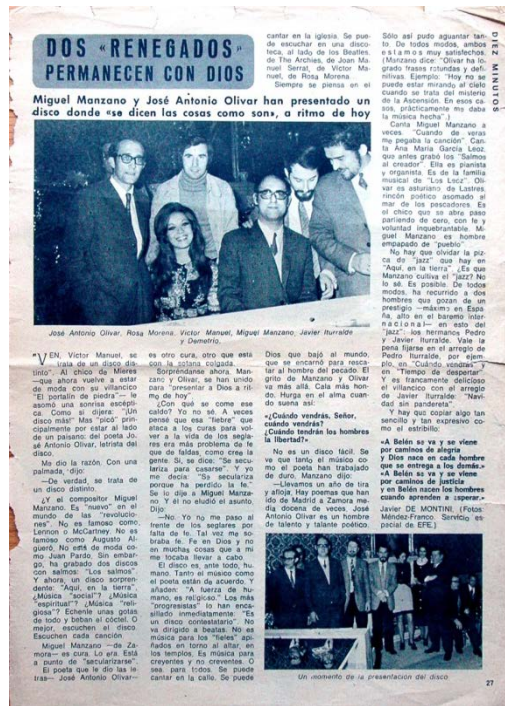 DOS «RENEGADOS»
PERMANECEN CON DIOS
Miguel Manzano y José Antonio Olivar han presentado un
disco donde «se dicen las cosas como son», a ritmo de hoy
José Antonio Olivar, Rosa Morena, Víctor Manuel, Miguel Manzano, Javier Iturralde
y Demetrio.
"VEN, Víctor Manuel, se
trata de un disco dis-
tinto". Al chico de Mieres
—que ahora vuelve a estar
de moda con su villancico
"El portalín de piedra"— le
asomó una sonrisa escépti-
ca. Como si dijera: "¡Un
disco más!" Mas "picó" prin-
cipalmente por estar al lado
de un paisano: del poeta Jo-
sé Antonio Olivar, letrista del
disco.
Me dio la razón. Con una
palmada, dijo:
—De verdad, se trata de
un disco distinto.
¿Y el compositor Miguel
Manzano. Es "nuevo" en el
mundo de las "revolucio-
nes". No es famoso como
Lennon o McCartney. No es
famoso como Augusto Al-
gueró. No está de moda co-
mo Juan Pardo. Sin embar-
go, ha grabado dos discos
con salmos: "Los salmos".
Y ahora, un disco sorpren-
dente: "Aquí, en la tierra".
¿Música "social"? ¿Música
"espiritual"? ¿Música "reli-
giosa"? Échenle unas gotas
de todo y beban el cóctel. O
mejor, escuchen el disco.
Escuchen cada canción.
Miguel Manzano —de Za-
mora— es cura. Lo era. Está
a punto de "secularizarse".
El poeta que le dio las le-
tras— José Antonio Olivar—
es otro cura, otro que está
con la sotana colgada.
Sorpréndanse ahora. Man-
zano y Olivar, se han unido
para "presentar a Dios a rit-
mo de hoy".
¿Con qué se come ese
caldo? Yo no sé. A veces
pensé que esa "fiebre" que
ataca a los curas para vol-
ver a la vida de los segla-
res era más problema de fu-
ga de faldas, como crea la
gente. Sí, se dice: "Se secu-
lariza para casarse". Y yo
me decía: "Se seculariza
porque ha perdido la fe".
Se lo dije a Miguel Manza-
no. Y él no eludió el asunto.
Dijo:
—No. Yo no me paso al
frente de los seglares por
falta de fe. Tal vez me so-
braba fe. Fe en Dios y no
en muchas cosas que a mí
me tocaba llevar a cabo.
El disco es, ante todo, hu-
mano. Tanto el músico como
el poeta están de acuerdo. Y
añaden: "A fuerza de hu-
mano, es religioso". Los más
"progresistas" lo han enca-
sillado inmediatamente: "Es
un disco contestatario". No
va dirigido a beatas. No es
música para los "fieles" api-
ñados en torno al altar, en
los templos. Es música para
creyentes y no creyentes. O
sea, para todos. Se puede
cantar en la calle. Se puede
cantar en la iglesia. Se pue-
de escuchar en una disco-
teca, al lado de los Beatles,
de The Archies, de Joan Ma-
nuel Serrat, de Víctor Ma-
nuel, de Rosa Morena.
Siempre se piensa en el
Dios que bajó al mundo,
que se encarnó para resca-
tar al hombre del pecado. El
grito de Manzano y Olivar
va más allá. Cala más hon-
do. Hurga en el alma cuan-
do suena así:
«¿Cuándo vendrás, Señor,
cuándo vendrás?
¿Cuándo tendrán los hombres
la libertad?»
No es un disco fácil. Se
ve que tanto el músico co-
mo el poeta han trabajado
de duro. Manzano dijo:
—Llevamos un año de tira
y afloja. Hay poemas que han
ido de Madrid a Zamora me-
dia docena de veces. José
Antonio Olivar es un hombre
de talento y talante poético.
Sólo así pudo aguantar tan-
to. De todos modos, ambos
estamos muy satisfechos.
(Manzano dice: "Olivar ha lo-
grado frases rotundas y defi-
nitivas. Ejemplo: "Hoy no se
puede estar mirando al cielo
cuando se trata del misterio
de la Ascensión. En esos ca-
sos, prácticamente me daba
la música hecha".)
Canta Miguel Manzano a
veces. "Cuando de veras
me pegaba la canción". Can-
ta Ana María García Leoz,
que antes grabó los "Salmos
al creador". Ella es pianista
y organista. Es de la familia
musical de "Los Leoz". Oli-
var es asturiano de Lastres,
rincón poético asomado al
mar de los pescadores. Es
el chico que se abre paso
partiendo de cero, con fe y
voluntad inquebrantable. Mi-
guel Manzano es hombre
empapado de "pueblo".
No hay que olvidar la piz-
ca de "jazz" que hay en
"Aquí, en la tierra". ¿Es que
Manzano cultiva el "jazz? No
lo sé. Es posible. De todos
modos, ha recurrido a dos
hombres que gozan de un
prestigio —máximo en Espa-
ña, alto en el baremo inter-
nacional— en esto del
"jazz": los hermanos Pedro
y Javier Iturralde. Vale la
pena fijarse en el arreglo de
Pedro Iturralde, por ejem-
plo, en "Cuándo vendrás" y
en "Tiempo de despertar".
Y es francamente delicioso
el villancico con el arreglo
de Javier Iturralde: "Navi-
dad sin pandereta".
Y hay que copiar algo tan
sencillo y tan expresivo co-
mo el estribillo:
«A Belén se va y se viene
por caminos de alegría
y Dios nace en cada hombre
que se entrega a los demás.»
«A Belén se va y se viene
por caminos de justicia
y en Belén nacen los hombres
cuando aprenden a esperar.»
Javier DE MONTINI. (Fotos:
Méndez-Franco. Servicio es-
pecial de EFE.)
Un momento de la presentación del disco
DIEZ MINUTOS
27